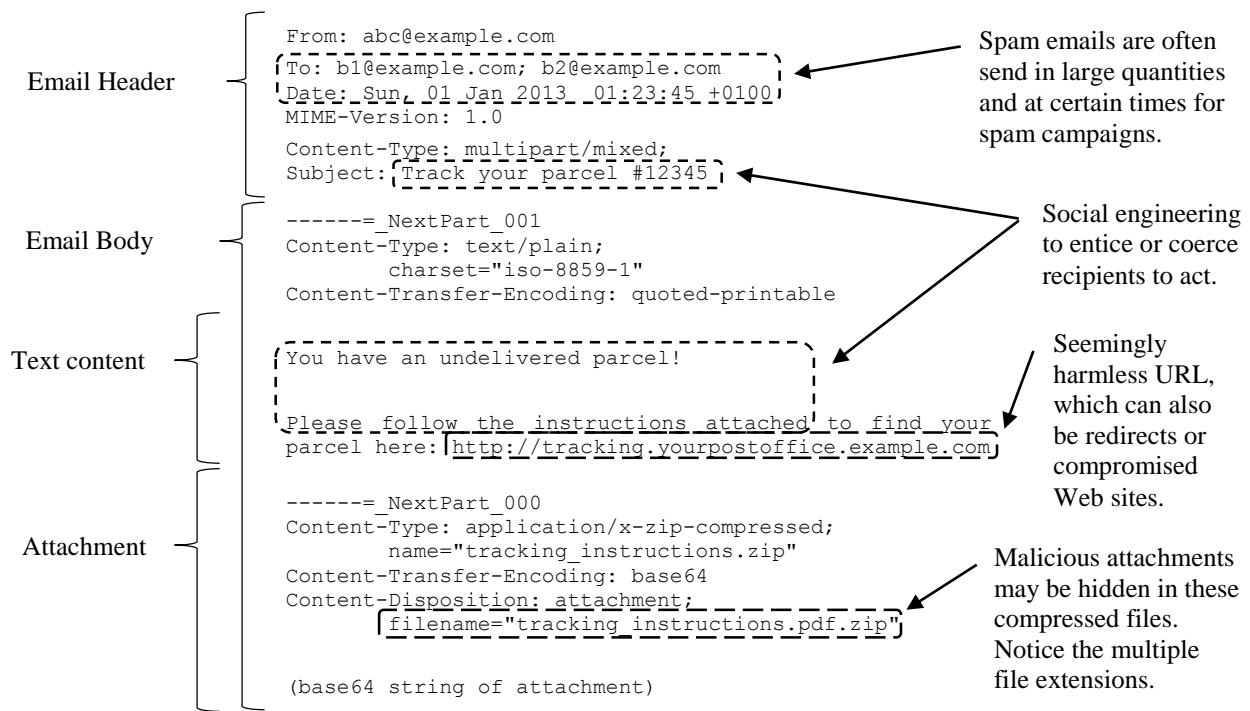 Email Header
From: abc@example.com
To: b1@example.com; b2@example.com
Date: Sun, 01 Jan 2013  01:23:45 +0100
MIME-Version: 1.0
Content-Type: multipart/mixed;
Subject: Track your parcel #12345
Spam emails are often
send in large quantities
and at certain times for
spam campaigns.
Email Body
------=_NextPart_001
Content-Type: text/plain;
charset="iso-8859-1"
Content-Transfer-Encoding: quoted-printable
Social engineering
to entice or coerce
recipients to act.
Text content
You have an undelivered parcel!
Please follow the instructions attached to find your
parcel here: http://tracking.yourpostoffice.example.com
Seemingly
harmless URL,
which can also
be redirects or
compromised
Web sites.
Attachment
------=_NextPart_000
Content-Type: application/x-zip-compressed;
name="tracking_instructions.zip"
Content-Transfer-Encoding: base64
Content-Disposition: attachment;
filename="tracking_instructions.pdf.zip"
(base64 string of attachment)
Malicious attachments
may be hidden in these
compressed files.
Notice the multiple
file extensions.